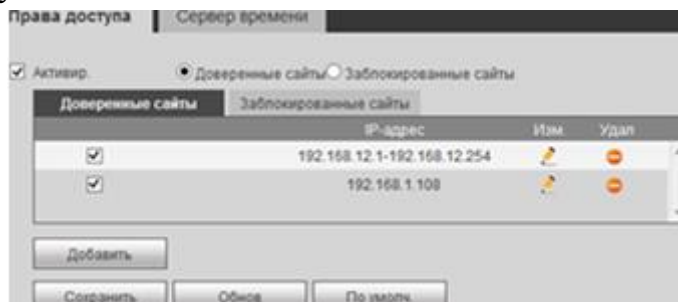 Права доступа Сервер времени
Активир. Доверенные сайты Заблокированные сайты
Доверенные сайты Заблокированные сайты
IP-адрес Изм. Удал
192.168.12.1-192.168.12.254
192.168.1.108
Добавить
Сохранить Обнов По умолч.